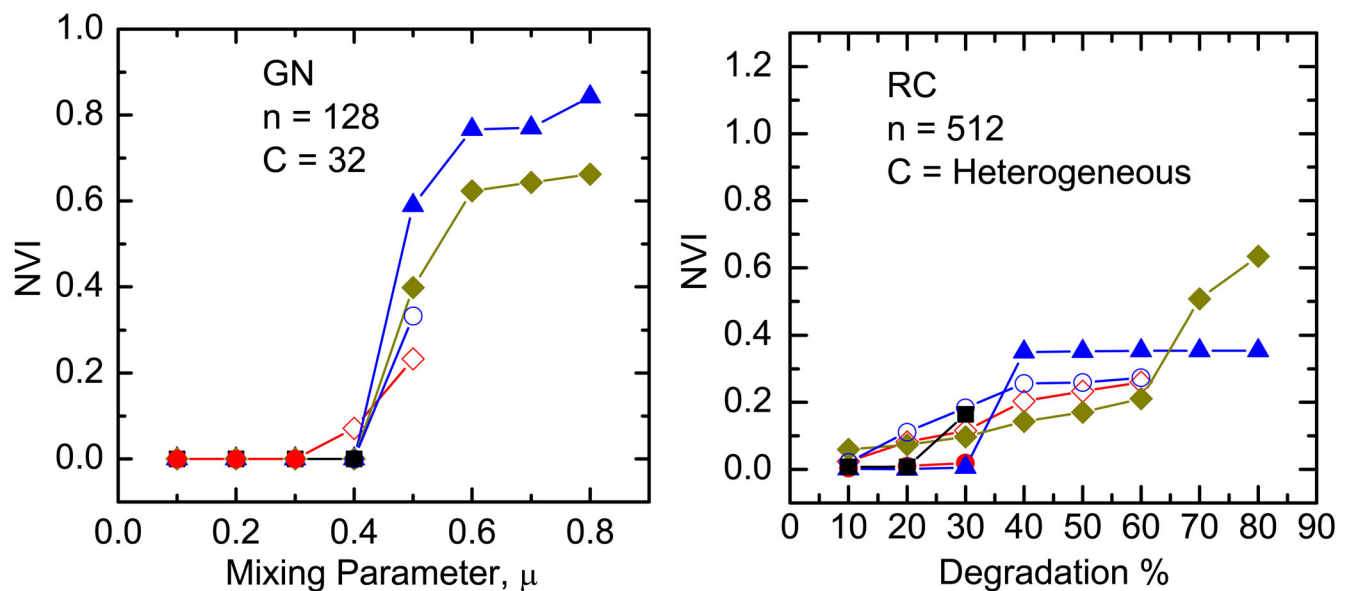 1.0
0.8
0.6
0.4
0.2
0.0
NVI
GN
n = 128
C = 32
0.0 0.2 0.4 0.6 0.8
Mixing Parameter, μ
1.2
1.0
0.8
0.6
0.4
0.2
0.0
NVI
RC
n = 512
C = Heterogeneous
0 10 20 30 40 50 60 70 80 90
Degradation %